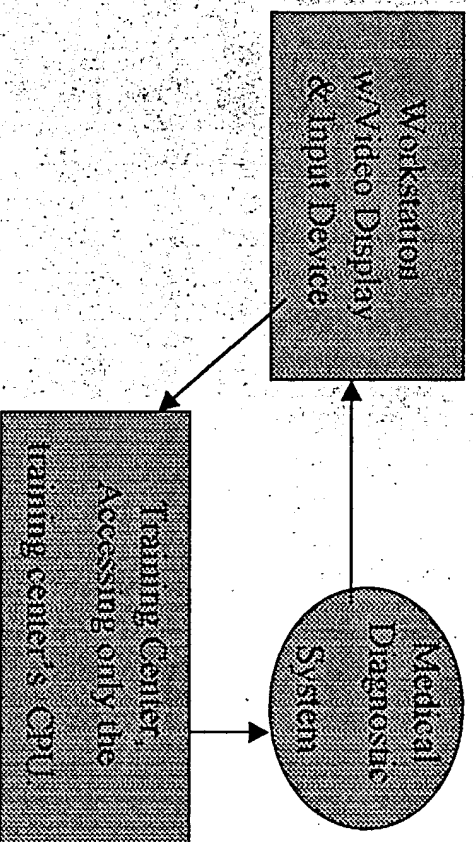 Workstation
w/Video Display
& Input Device
Medical
Diagnostic
System
Training Center,
Accessing only the
training center's CPU.